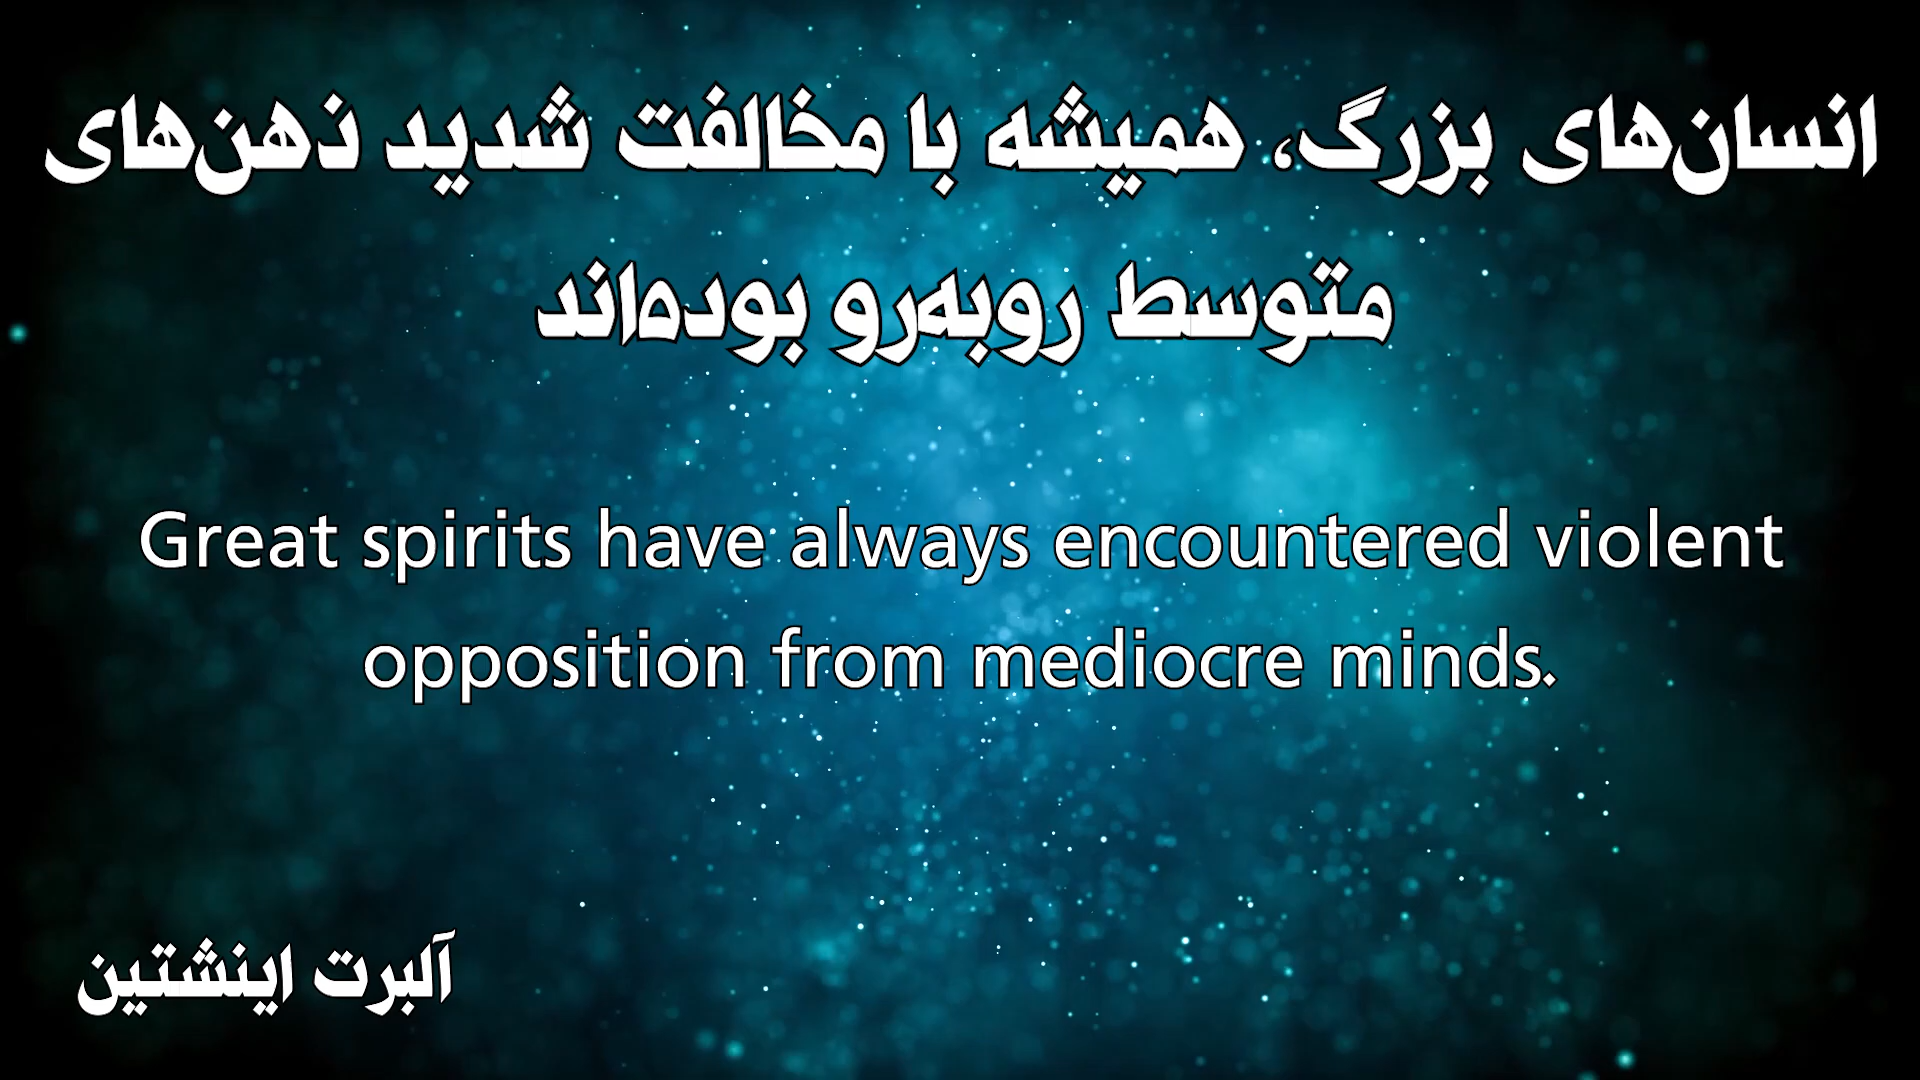 انسان‌های بزرگ، همیشه با مخالفت شدید ذهن‌های
متوسط روبه‌رو بوده‌اند
Great spirits have always encountered violent
opposition from mediocre minds.
آلبرت اینشتین